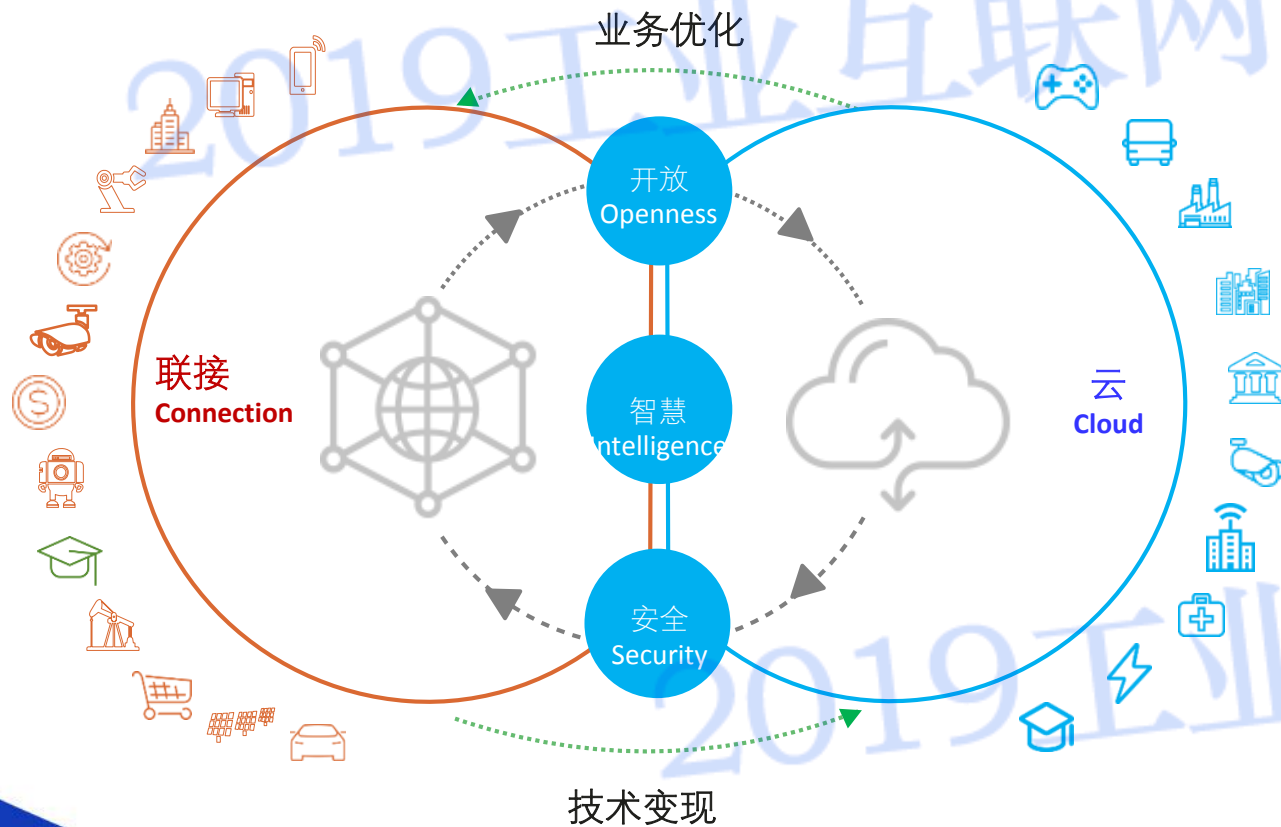 2019工业互联网
业务优化
开放
Openness
联接
Connection
智慧
Intelligence
云
Cloud
安全
Security
2019工业
技术变现